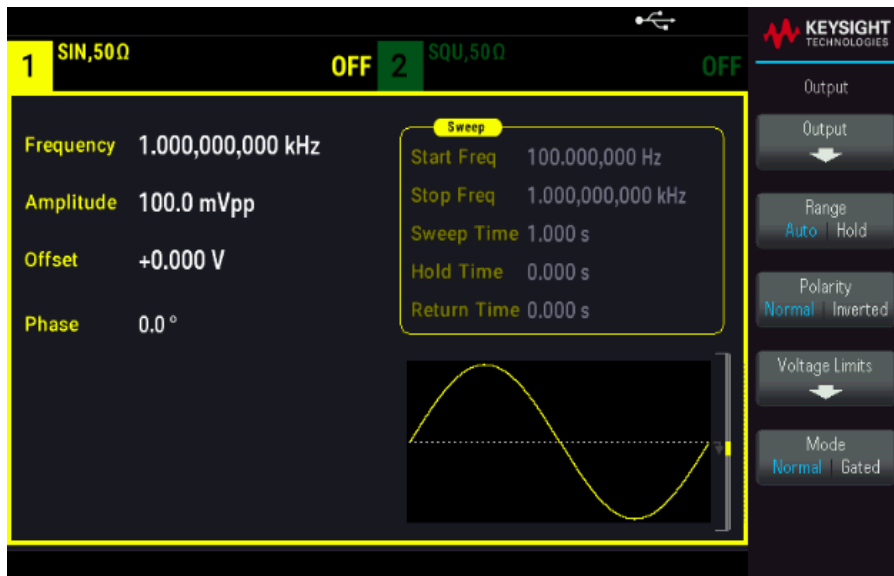 1 SIN,50Ω OFF 2 SQU,50Ω OFF
Frequency 1.000,000,000 kHz
Amplitude 100.0 mVpp
Offset +0.000 V
Phase 0.0 °
Sweep
Start Freq 100.000,000 Hz
Stop Freq 1.000,000,000 kHz
Sweep Time 1.000 s
Hold Time 0.000 s
Return Time 0.000 s
KEYSIGHT
TECHNOLOGIES
Output
Output
Range
Auto | Hold
Polarity
Normal | Inverted
Voltage Limits
Mode
Normal | Gated